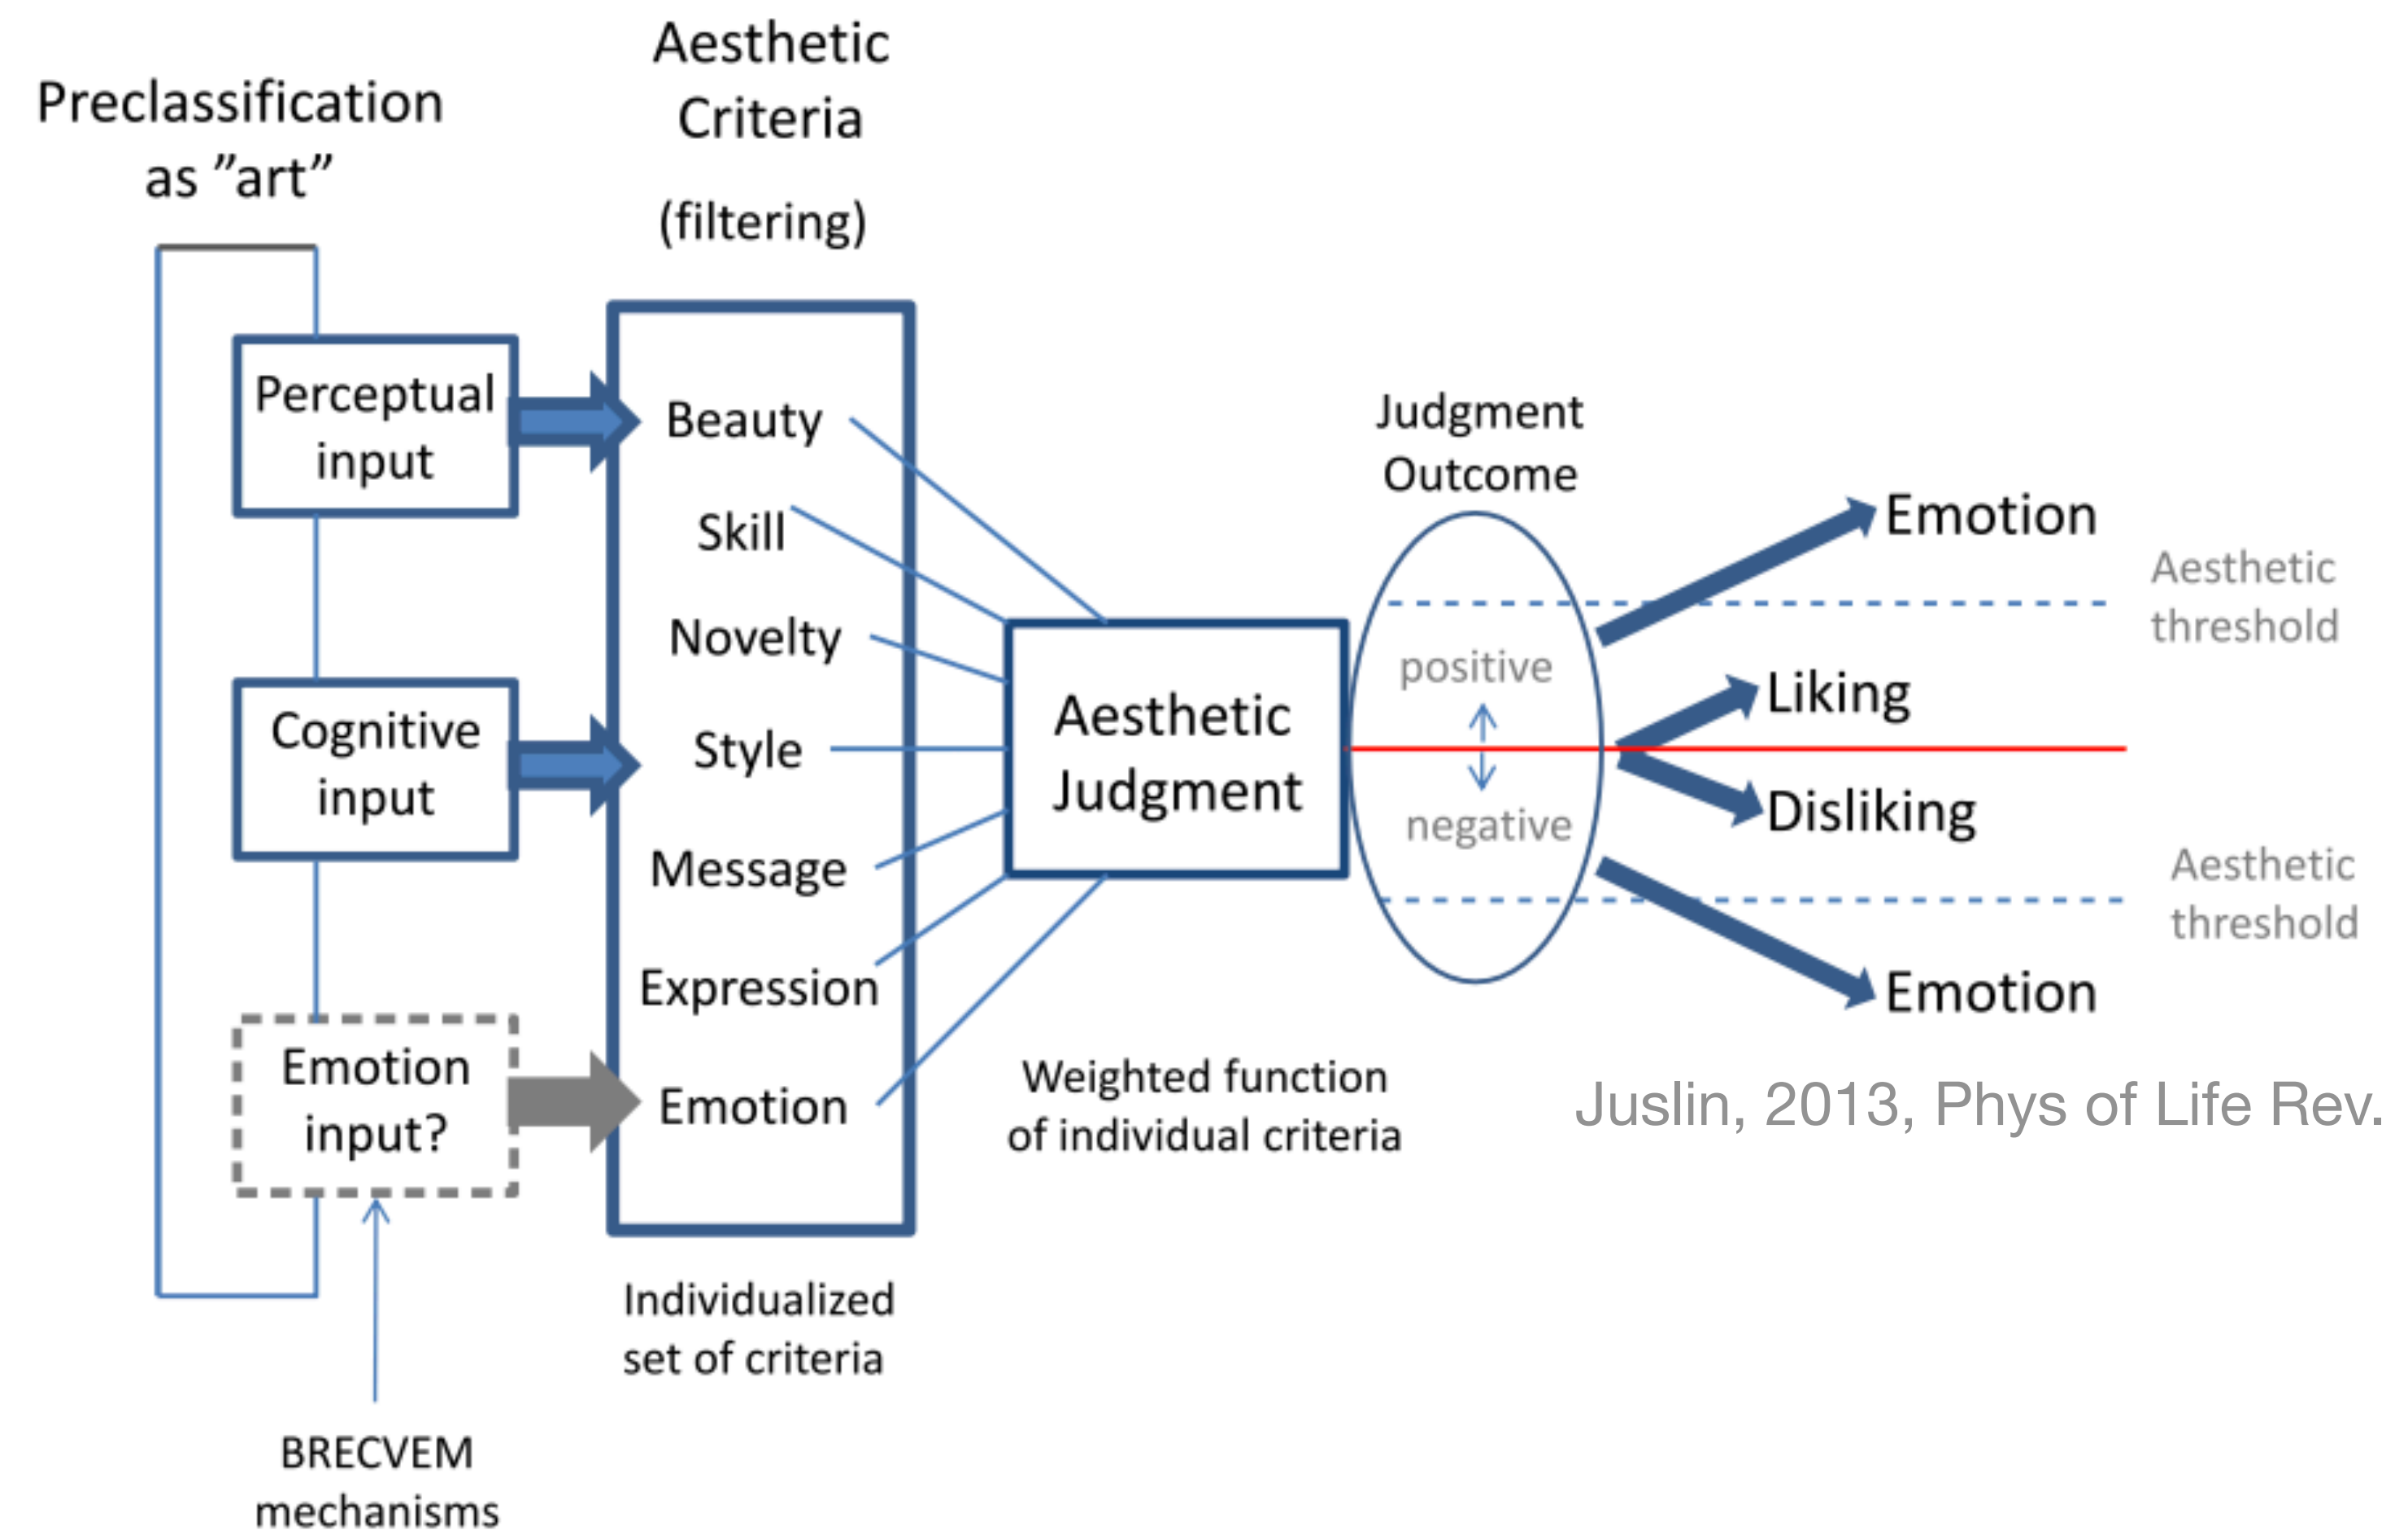 Preclassification
as ”art”
Aesthetic
Criteria
(filtering)
Perceptual
input
Cognitive
input
Emotion
input?
BRECVEM
mechanisms
Beauty
Skill
Novelty
Style
Message
Expression
Emotion
Individualized
set of criteria
Aesthetic
Judgment
Weighted function
of individual criteria
Judgment
Outcome
positive
negative
Emotion
Aesthetic
threshold
Liking
Disliking
Aesthetic
threshold
Emotion
Juslin, 2013, Phys of Life Rev.